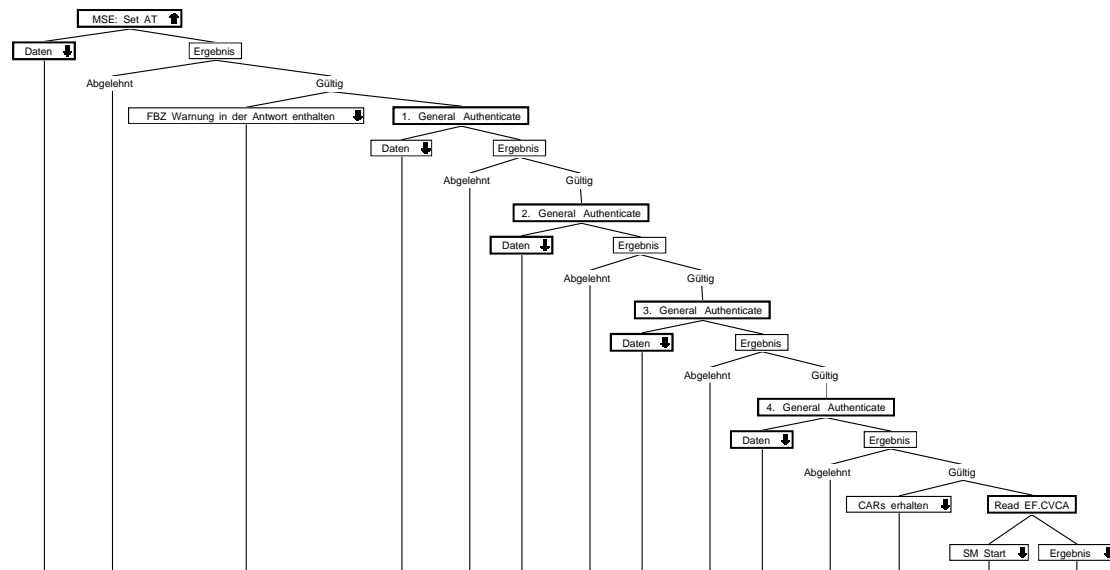 MSE: Set AT
Daten
Ergebnis
Abgelehnt
Gültig
FBZ Warnung in der Antwort enthalten
1. General Authenticate
Daten
Ergebnis
Abgelehnt
Gültig
2. General Authenticate
Daten
Ergebnis
Abgelehnt
Gültig
3. General Authenticate
Daten
Ergebnis
Abgelehnt
Gültig
4. General Authenticate
Daten
Ergebnis
Abgelehnt
Gültig
CARs erhalten
Read EF.CVCA
SM Start
Ergebnis